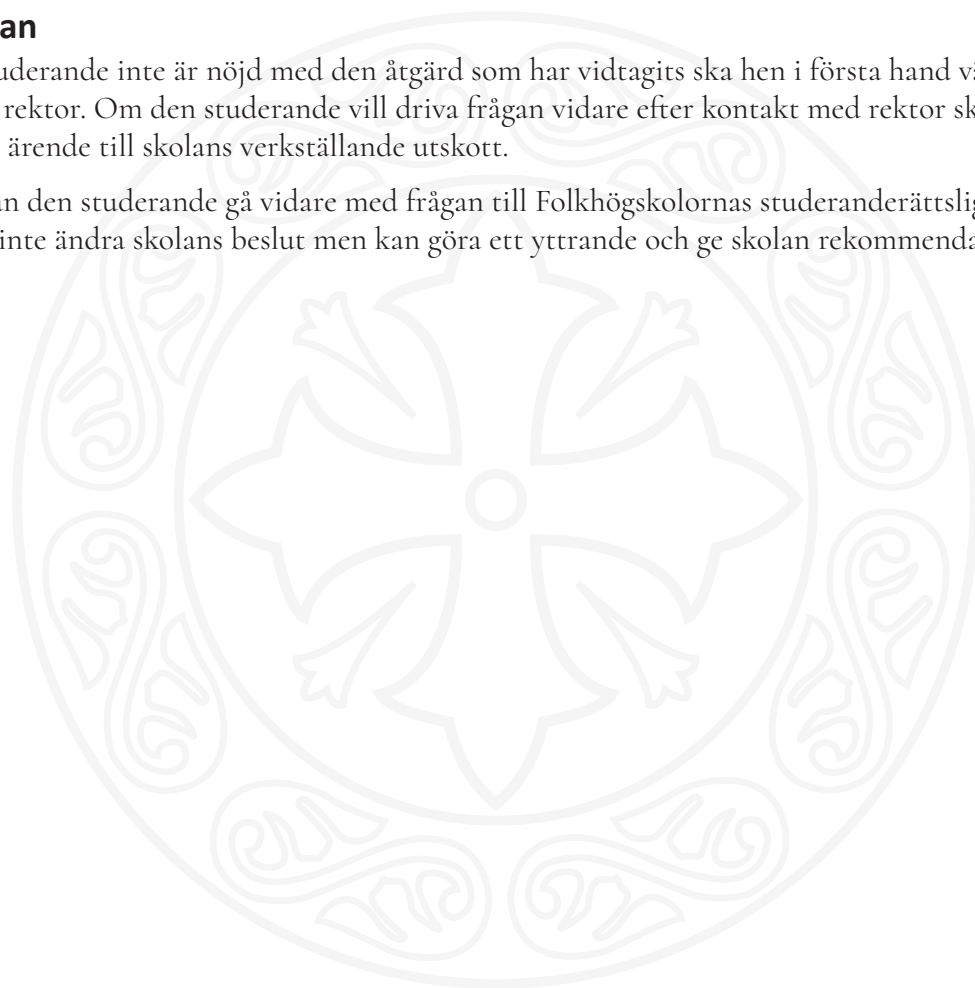 an
uderande inte är nöjd med den åtgärd som har vidtagits ska hen i första hand v
rektor. Om den studerande vill driva frågan vidare efter kontakt med rektor sk
ärende till skolans verkställande utskott.
n den studerande gå vidare med frågan till Folkhögskolornas studeranderättslig
inte ändra skolans beslut men kan göra ett yttrande och ge skolan rekommenda